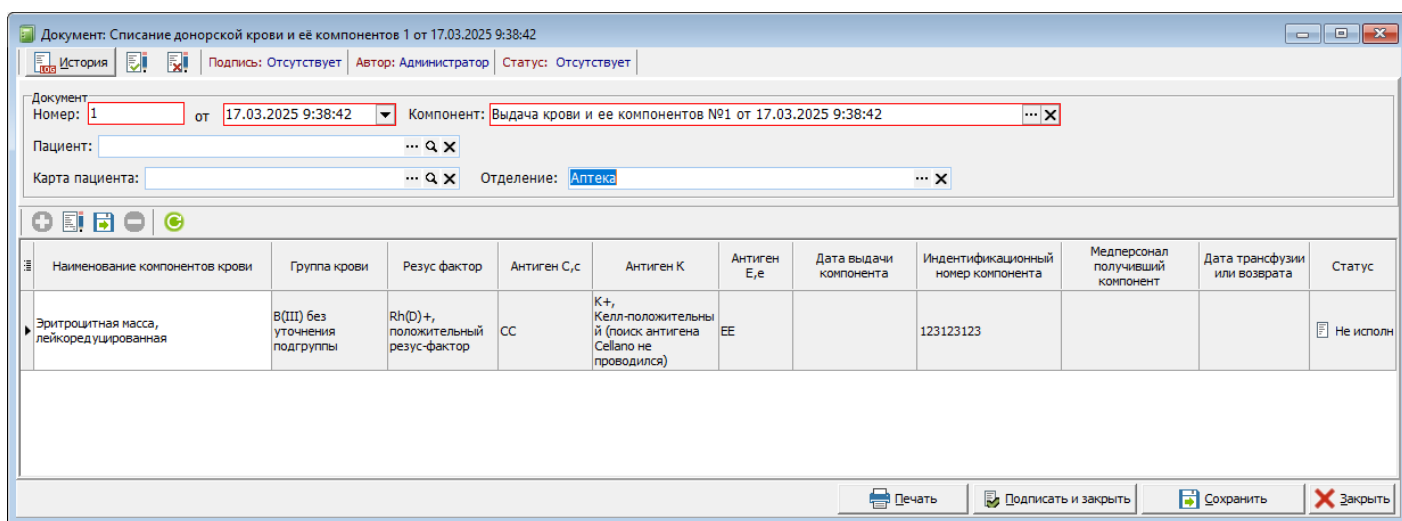 Документ: Списание донорской крови и её компонентов 1 от 17.03.2025 9:38:42
LOG История Подпись: Отсутствует Автор: Администратор Статус: Отсутствует
Документ
Номер: 1 от 17.03.2025 9:38:42 Компонент: Выдача крови и ее компонентов №1 от 17.03.2025 9:38:42 ...
Пациент: ...
Карта пациента: ... Отделение: Аптека ...
Наименование компонентов крови Группа крови Резус фактор Антиген C,c Антиген K Антиген E,e Дата выдачи компонента Индентификационный номер компонента Медперсонал получивший компонент Дата трансфузии или возврата Статус
Эритроцитная масса, лейкоредуцированная B(III) без уточнения подгруппы Rh(D)+, положительный резус-фактор CC K+, Келл-положительный (поиск антигена Cellano не проводился) EE 123123123 Не исполн
Печать Подписать и закрыть Сохранить Закрыть